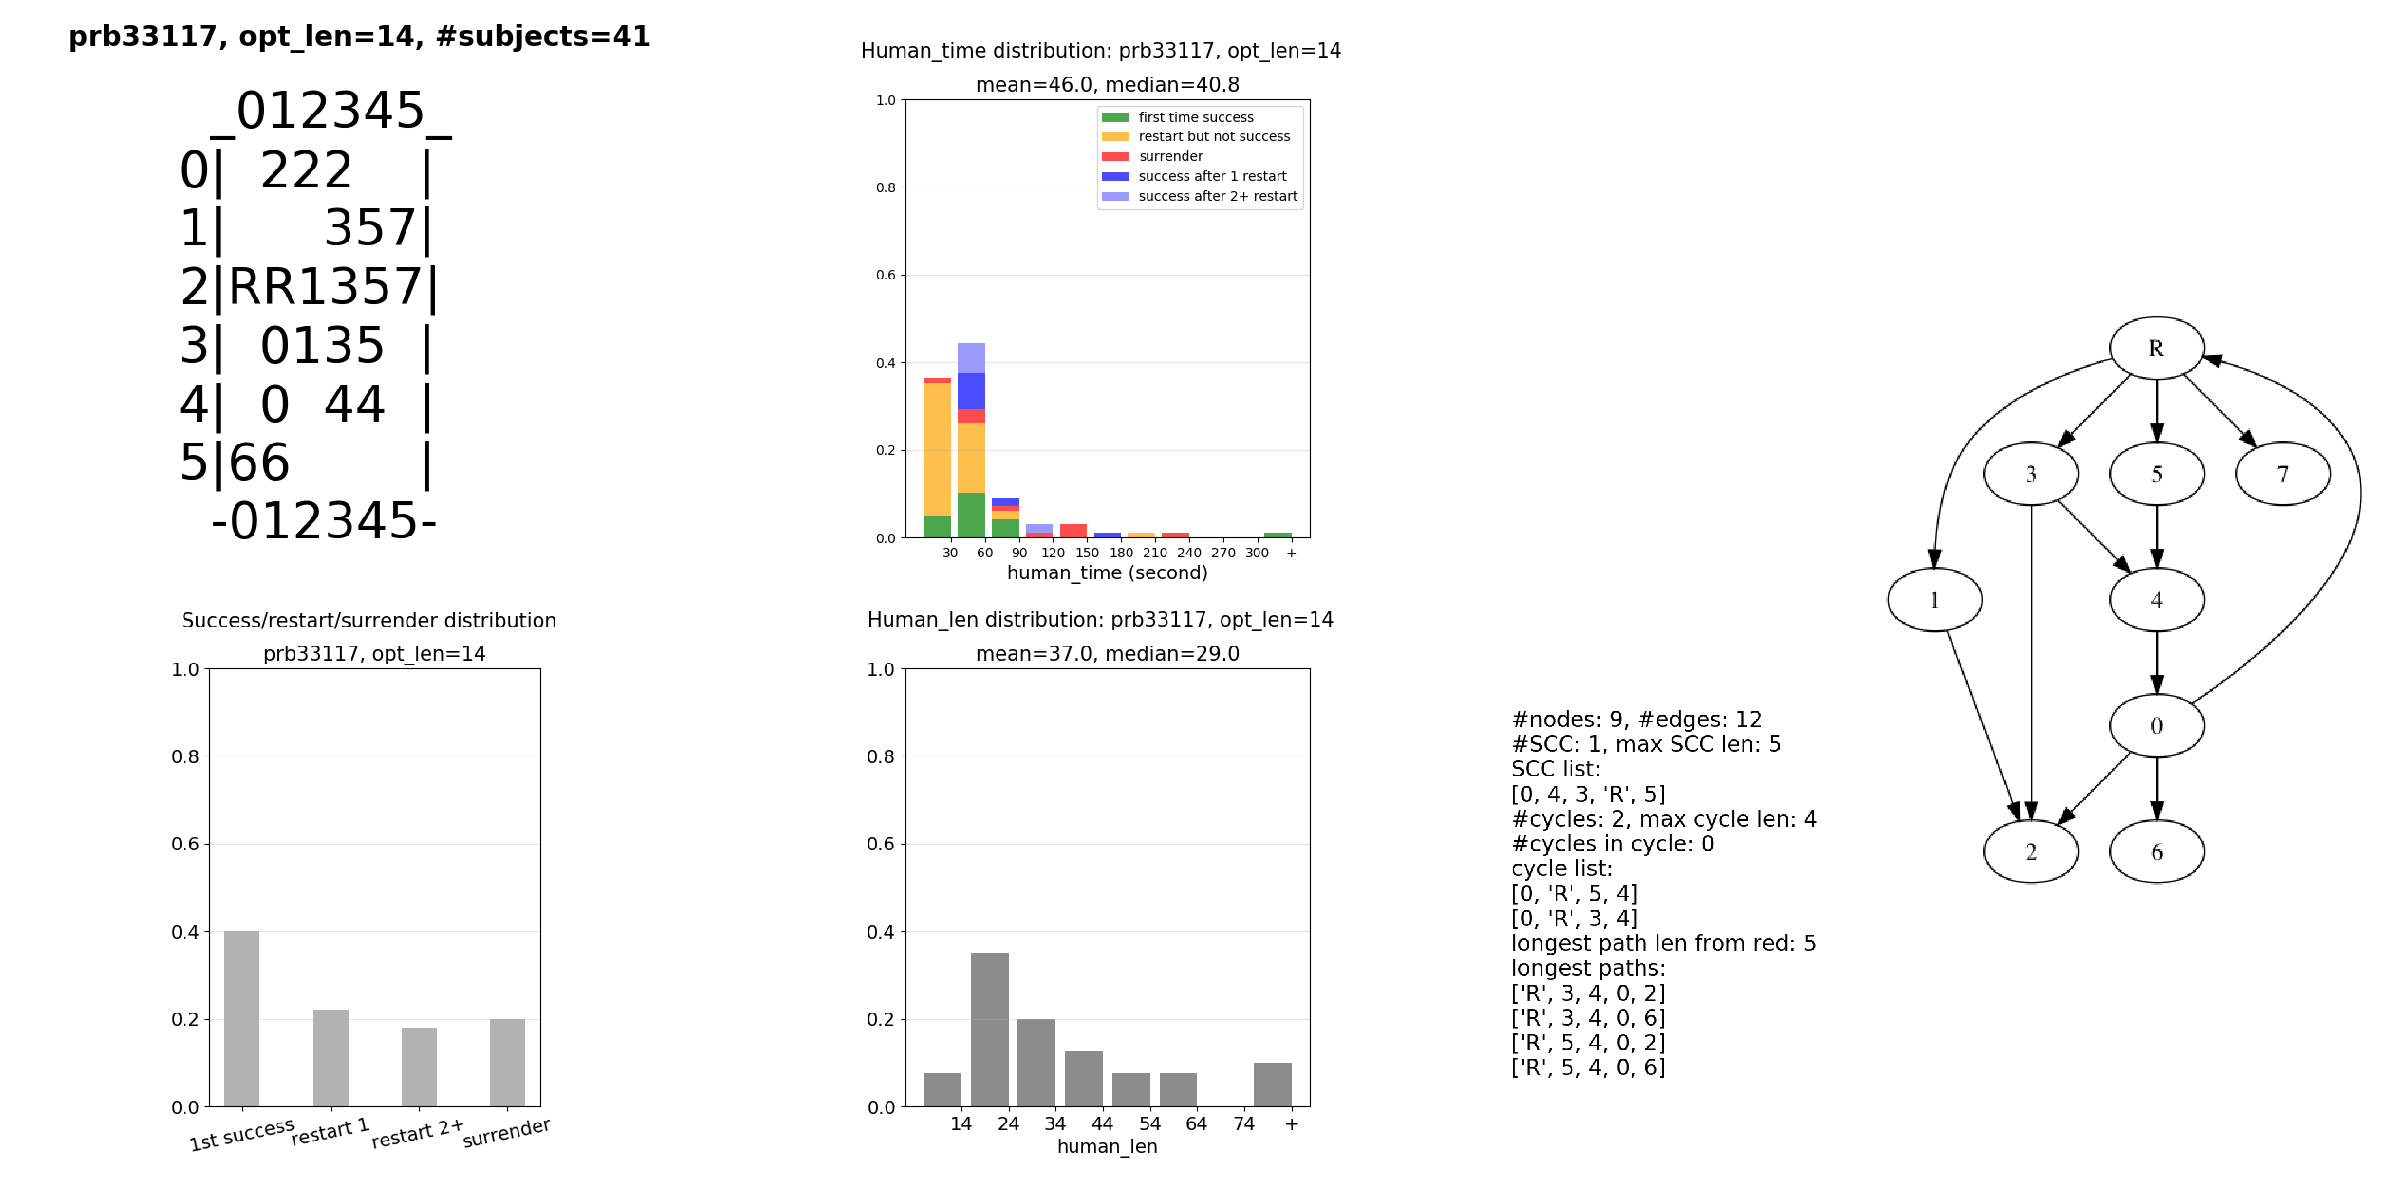 prb33117, opt_len=14, #subjects=41
_012345_
0| 222  |
1|   357|
2|RR1357|
3| 0135 |
4| 0 44 |
5|66    |
-012345-
Human_time distribution: prb33117, opt_len=14
mean=46.0, median=40.8
1.0
0.8
0.6
0.4
0.2
0.0
first time success
restart but not success
surrender
success after 1 restart
success after 2+ restart
30 60 90 120 150 180 210 240 270 300 +
human_time (second)
Success/restart/surrender distribution
prb33117, opt_len=14
1.0
0.8
0.6
0.4
0.2
0.0
1st success restart 1 restart 2+ surrender
Human_len distribution: prb33117, opt_len=14
mean=37.0, median=29.0
1.0
0.8
0.6
0.4
0.2
0.0
14 24 34 44 54 64 74 +
human_len
#nodes: 9, #edges: 12
#SCC: 1, max SCC len: 5
SCC list:
[0, 4, 3, 'R', 5]
#cycles: 2, max cycle len: 4
#cycles in cycle: 0
cycle list:
[0, 'R', 5, 4]
[0, 'R', 3, 4]
longest path len from red: 5
longest paths:
['R', 3, 4, 0, 2]
['R', 3, 4, 0, 6]
['R', 5, 4, 0, 2]
['R', 5, 4, 0, 6]
R
3 5 7
1 4
0
2 6